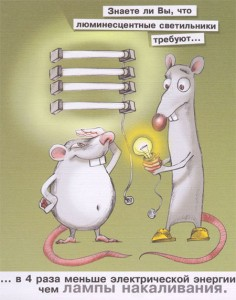 Знаете ли Вы, что
люминесцентные светильники
требуют...
... в 4 раза меньше электрической энергии
чем лампы накаливания.